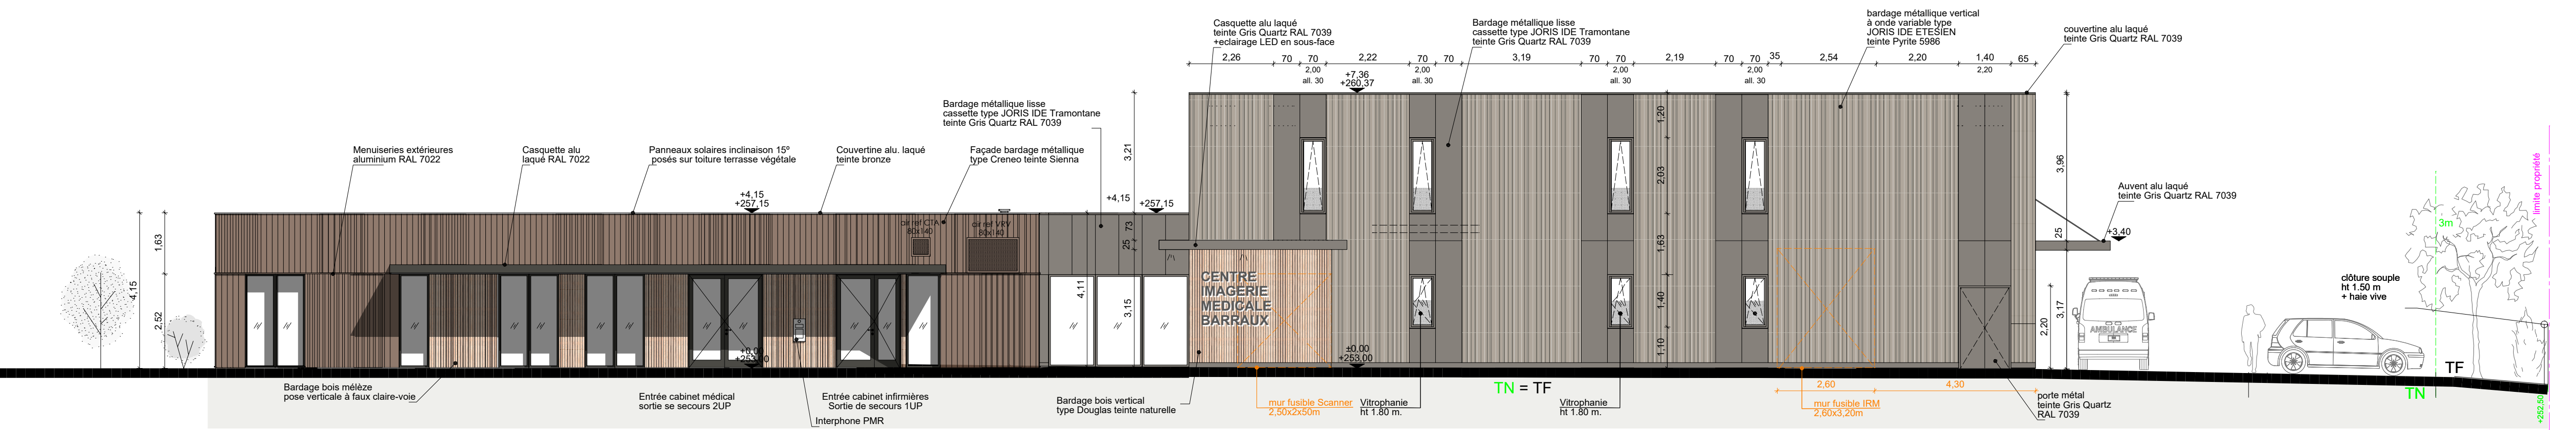 Casquette alu laqué
teinte Gris Quartz RAL 7039
+eclairage LED en sous-face
Bardage métallique lisse
cassette type JORIS IDE Tramontane
teinte Gris Quartz RAL 7039
bardage métallique vertical
à onde variable type
JORIS IDE ETESIEN
teinte Pyrite 5986
couvertine alu laqué
teinte Gris Quartz RAL 7039
2,26
70
70
2,22
70
70
3,19
70
70
2,19
70
70
35
2,54
2,20
1,40
65
2,00
all. 30
2,00
all. 30
2,00
all. 30
2,00
all. 30
2,20
+7,36
+260,37
Bardage métallique lisse
cassette type JORIS IDE Tramontane
teinte Gris Quartz RAL 7039
Menuiseries extérieures
aluminium RAL 7022
Casquette alu
laqué RAL 7022
Panneaux solaires inclinaison 15°
posés sur toiture terrasse végétale
Couvertine alu. laqué
teinte bronze
Façade bardage métallique
type Creneo teinte Sienna
+4,15
+257,15
+4,15
+257,15
3,21
73
25
4,11
3,15
4,15
1,63
2,52
air ref CTA
80x140
air ref VRV
80x140
1,20
2,03
1,63
1,40
1,10
3,96
25
3,17
2,20
Auvent alu laqué
teinte Gris Quartz RAL 7039
+3,40
limite propriété
3m
clôture souple
ht 1.50 m
+ haie vive
CENTRE
IMAGERIE
MEDICALE
BARRAUX
AMBULANCE
±0,00
+253,00
±0,00
+253,00
TF
TN
+252,50
TN = TF
2,60
4,30
Bardage bois mélèze
pose verticale à faux claire-voie
Entrée cabinet médical
sortie se secours 2UP
Entrée cabinet infirmières
Sortie de secours 1UP
Interphone PMR
Bardage bois vertical
type Douglas teinte naturelle
mur fusible Scanner
2,50x2x50m
Vitrophanie
ht 1.80 m.
Vitrophanie
ht 1.80 m.
mur fusible IRM
2,60x3,20m
porte métal
teinte Gris Quartz
RAL 7039